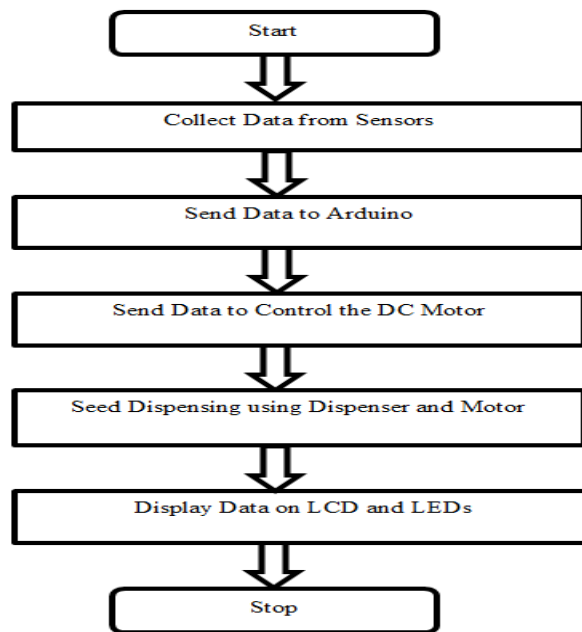 Start
Collect Data from Sensors
Send Data to Arduino
Send Data to Control the DC Motor
Seed Dispensing using Dispenser and Motor
Display Data on LCD and LEDs
Stop